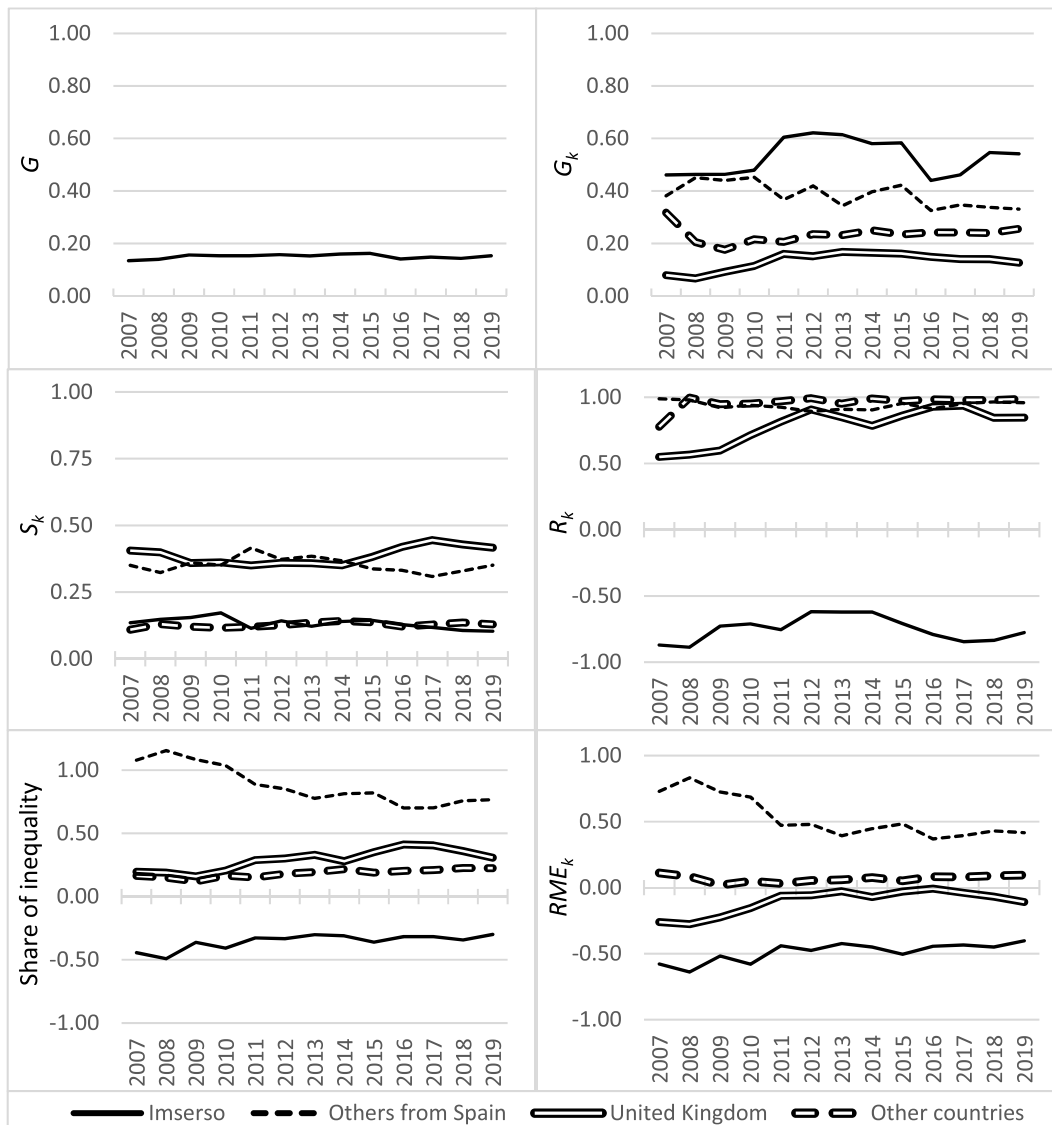 G
1.00
0.80
0.60
0.40
0.20
0.00
2007 2008 2009 2010 2011 2012 2013 2014 2015 2016 2017 2018 2019
Gk
1.00
0.80
0.60
0.40
0.20
0.00
2007 2008 2009 2010 2011 2012 2013 2014 2015 2016 2017 2018 2019
Sk
1.00
0.75
0.50
0.25
0.00
2007 2008 2009 2010 2011 2012 2013 2014 2015 2016 2017 2018 2019
Rk
1.00
0.50
0.00
-0.50
-1.00
2007 2008 2009 2010 2011 2012 2013 2014 2015 2016 2017 2018 2019
Share of inequality
1.00
0.50
0.00
-0.50
-1.00
2007 2008 2009 2010 2011 2012 2013 2014 2015 2016 2017 2018 2019
RMEk
1.00
0.50
0.00
-0.50
-1.00
2007 2008 2009 2010 2011 2012 2013 2014 2015 2016 2017 2018 2019
Imserso Others from Spain United Kingdom Other countries